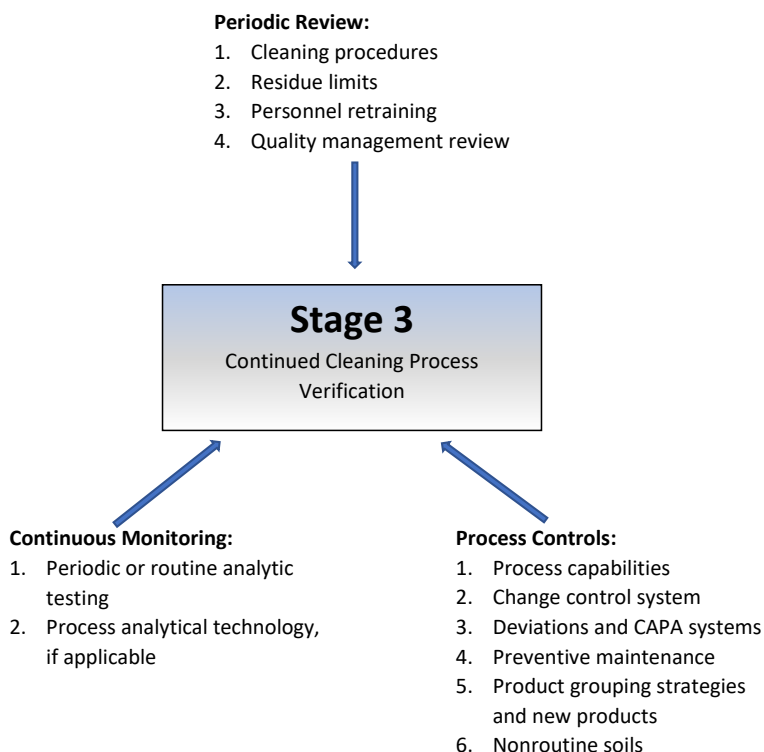 Periodic Review:
1. Cleaning procedures
2. Residue limits
3. Personnel retraining
4. Quality management review
Stage 3
Continued Cleaning Process
Verification
Continuous Monitoring:
1. Periodic or routine analytic
testing
2. Process analytical technology,
if applicable
Process Controls:
1. Process capabilities
2. Change control system
3. Deviations and CAPA systems
4. Preventive maintenance
5. Product grouping strategies
and new products
6. Nonroutine soils